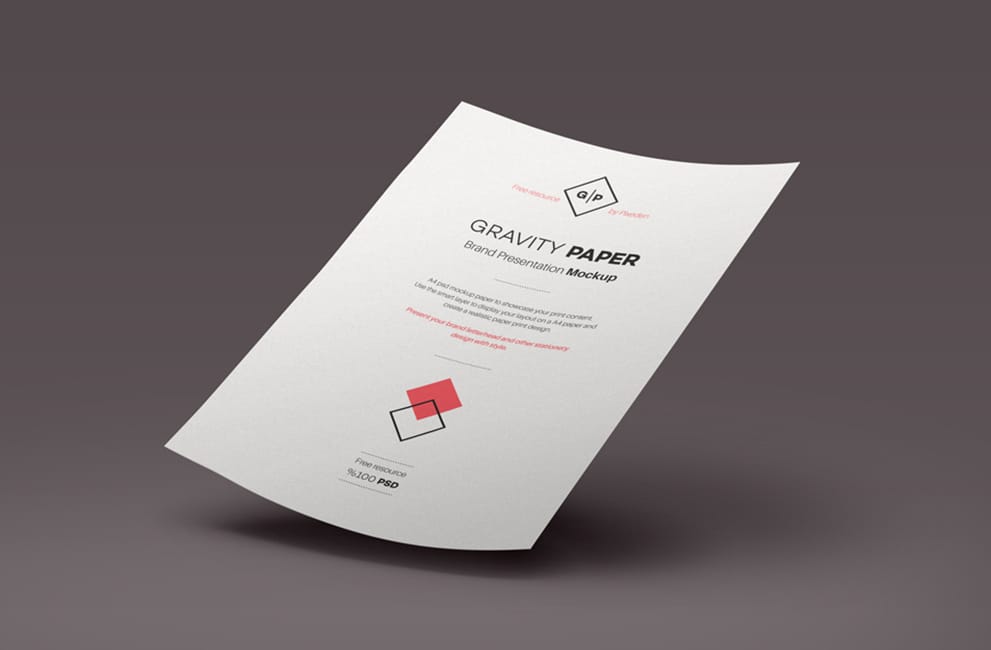 Free resource
G/P
by Pixeden
GRAVITY PAPER
Brand Presentation Mockup
A4 psd mockup paper to showcase your print content.
Use the smart layer to display your layout on a A4 paper and
create a realistic paper print design.
Present your brand letterhead and other stationery
design with style.
Free resource
%100 PSD